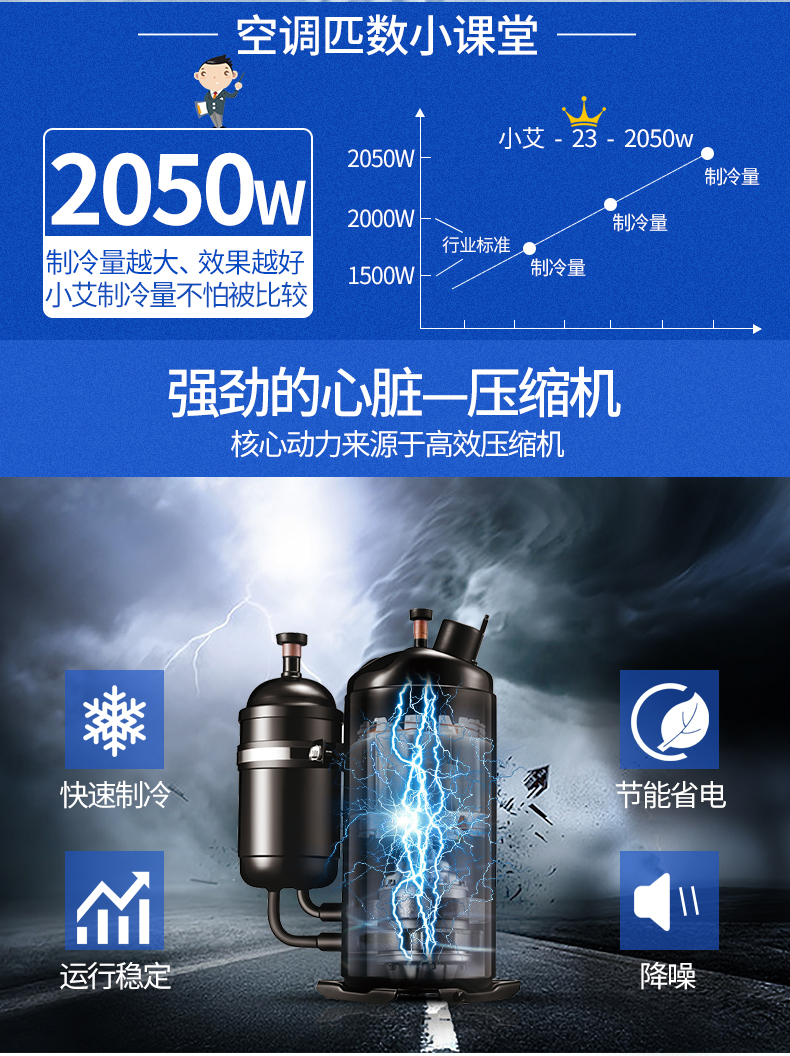 空调匹数小课堂
2050W
制冷量越大、效果越好
小艾制冷量不怕被比较
小艾 - 23 - 2050w
2050W
制冷量
2000W
制冷量
行业标准
制冷量
1500W
强劲的心脏—压缩机
核心动力来源于高效压缩机
快速制冷
节能省电
运行稳定
降噪